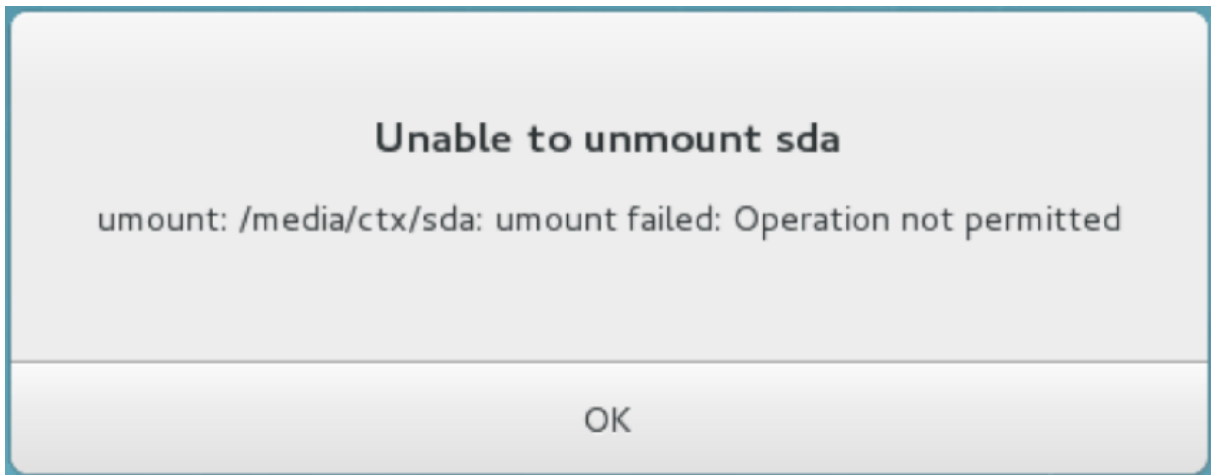 Unable to unmount sda
umount: /media/ctx/sda: umount failed: Operation not permitted
OK